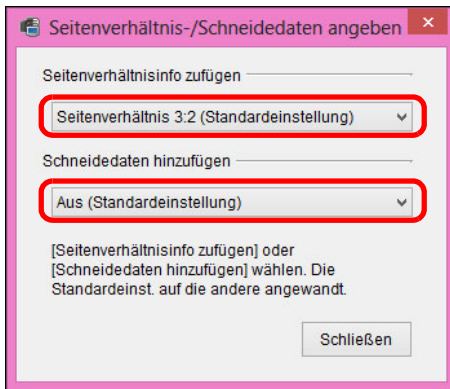 Seitenverhältnis-/Schneidedaten angeben
Seitenverhältnisinfo zufügen
Seitenverhältnis 3:2 (Standardeinstellung)
Schneidedaten hinzufügen
Aus (Standardeinstellung)
[Seitenverhältnisinfo zufügen] oder
[Schneidedaten hinzufügen] wählen. Die
Standardeinst. auf die andere angewandt.
Schließen